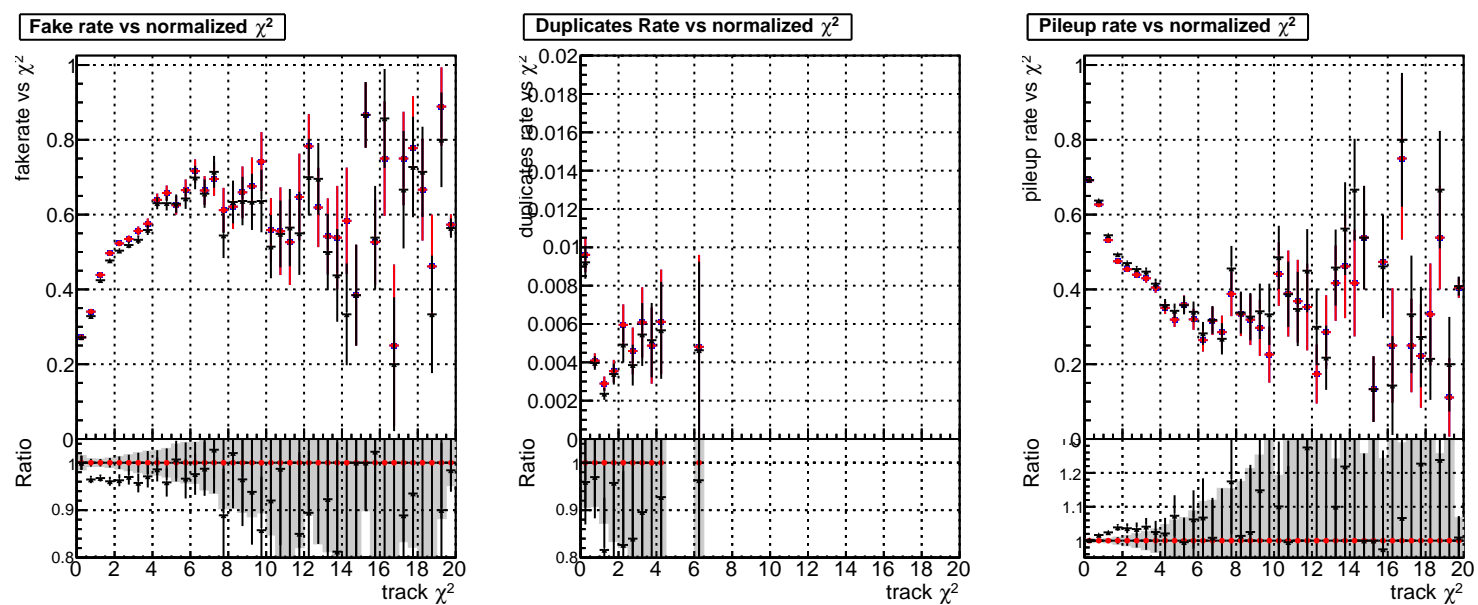 Fake rate vs normalized χ²
fakerate vs χ²
1
0.8
0.6
0.4
0.2
0
Ratio
1
0.9
0.8
0 2 4 6 8 10 12 14 16 18 20
track χ²
Duplicates Rate vs normalized χ²
duplicates rate vs χ²
0.02
0.018
0.016
0.014
0.012
0.01
0.008
0.006
0.004
0.002
0
Ratio
1
0.9
0.8
0 2 4 6 8 10 12 14 16 18 20
track χ²
Pileup rate vs normalized χ²
pileup rate vs χ²
1
0.8
0.6
0.4
0.2
0
Ratio
1.2
1.1
1
0 2 4 6 8 10 12 14 16 18 20
track χ²